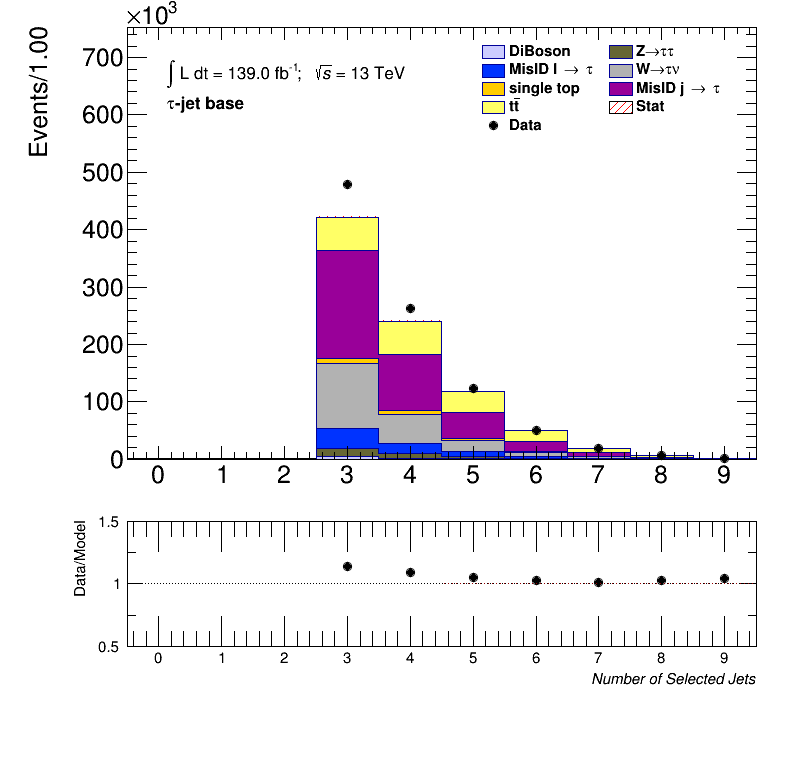 ×10³
Events/1.00
700
600
500
400
300
200
100
0
∫ L dt = 139.0 fb⁻¹; √s = 13 TeV
τ-jet base
DiBoson
MisID l → τ
single top
tt̄
Data
Z→ττ
W→τν
MisID j → τ
Stat
0 1 2 3 4 5 6 7 8 9
Data/Model
1.5
1
0.5
0 1 2 3 4 5 6 7 8 9
Number of Selected Jets